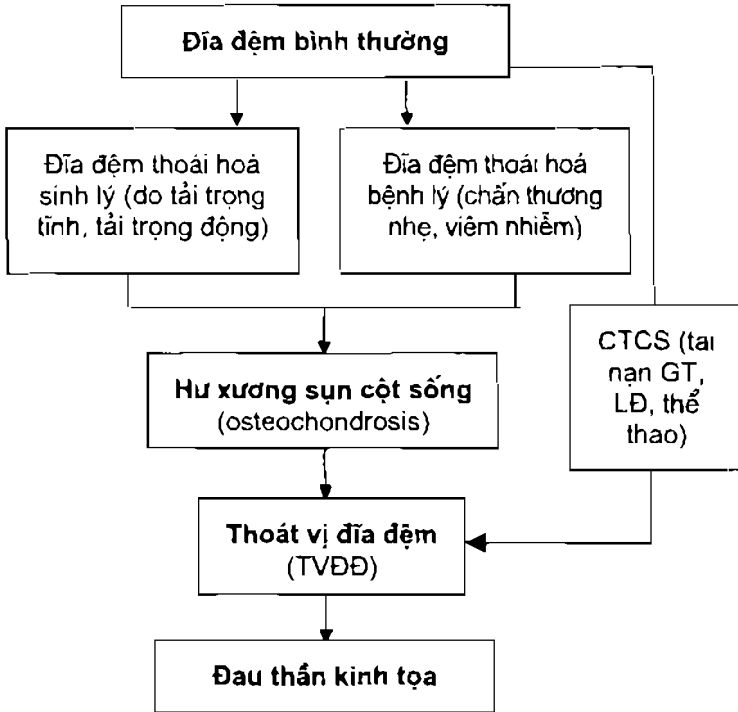 Đĩa đệm bình thường
Đĩa đệm thoái hoá
sinh lý (do tải trọng
tĩnh, tải trọng động)
Đĩa đệm thoái hoá
bệnh lý (chấn thương
nhẹ, viêm nhiễm)
CTCS (tai
nạn GT,
LĐ, thể
thao)
Hư xương sụn cột sống
(osteochondrosis)
Thoát vị đĩa đệm
(TVĐĐ)
Đau thần kinh tọa